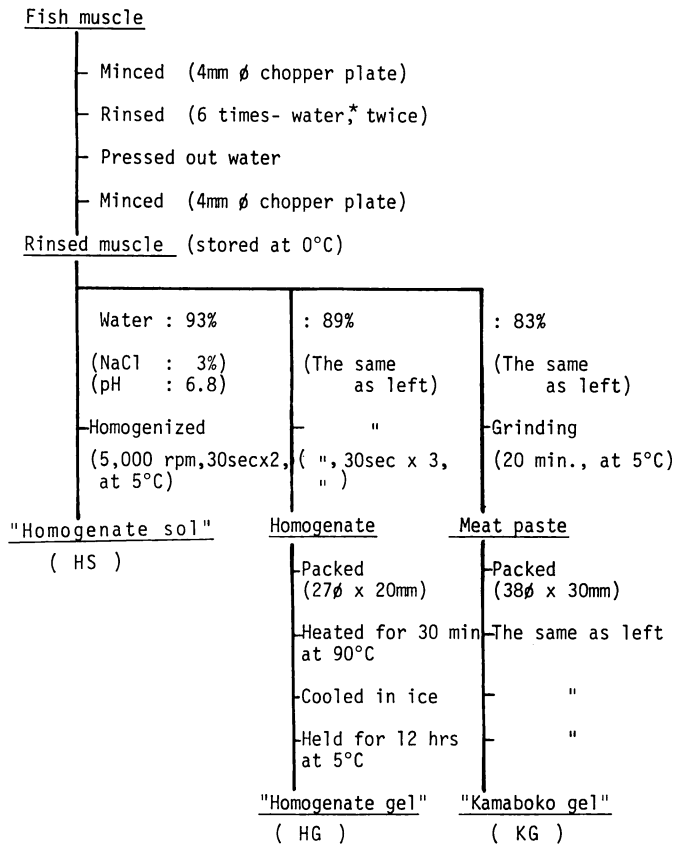 Fish muscle
Minced (4mm ø chopper plate)
Rinsed (6 times- water,* twice)
Pressed out water
Minced (4mm ø chopper plate)
Rinsed muscle (stored at 0°C)
Water : 93% : 89% : 83%
(NaCl : 3%) (The same (The same
(pH : 6.8) as left) as left)
Homogenized " Grinding
(5,000 rpm,30secx2, ( ", 30sec x 3, (20 min., at 5°C)
at 5°C) " )
"Homogenate sol" Homogenate Meat paste
( HS )
Packed Packed
(27ø x 20mm) (38ø x 30mm)
Heated for 30 min The same as left
at 90°C
Cooled in ice "
Held for 12 hrs "
at 5°C
"Homogenate gel" "Kamaboko gel"
( HG ) ( KG )